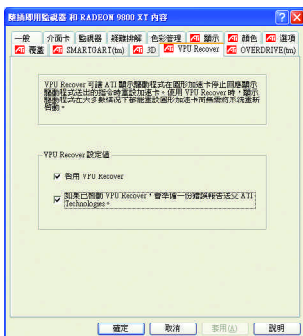 隨插即用監視器 和 RADEON 9800 XT 內容
一般 介面卡 監視器 疑難排解 色彩管理 ATI 顯示 ATI 顏色 ATI 選項
ATI 覆蓋 ATI SMARTGART(tm) ATI 3D ATI VPU Recover ATI OVERDRIVE(tm)
VPU Recover 可讓 ATI 顯示驅動程式在圖形加速卡停止回應顯示
驅動程式送出的指令時重設加速卡。使用 VPU Recover 時，顯示
驅動程式在大多數情況下都能重設圖形加速卡而無需將系統重新
啟動。
VPU Recover 設定值
啟用 VPU Recover
如果已啟動 VPU Recover，會準備一份錯誤報告送交 ATI
Technologies。
確定 取消 套用(A) 說明